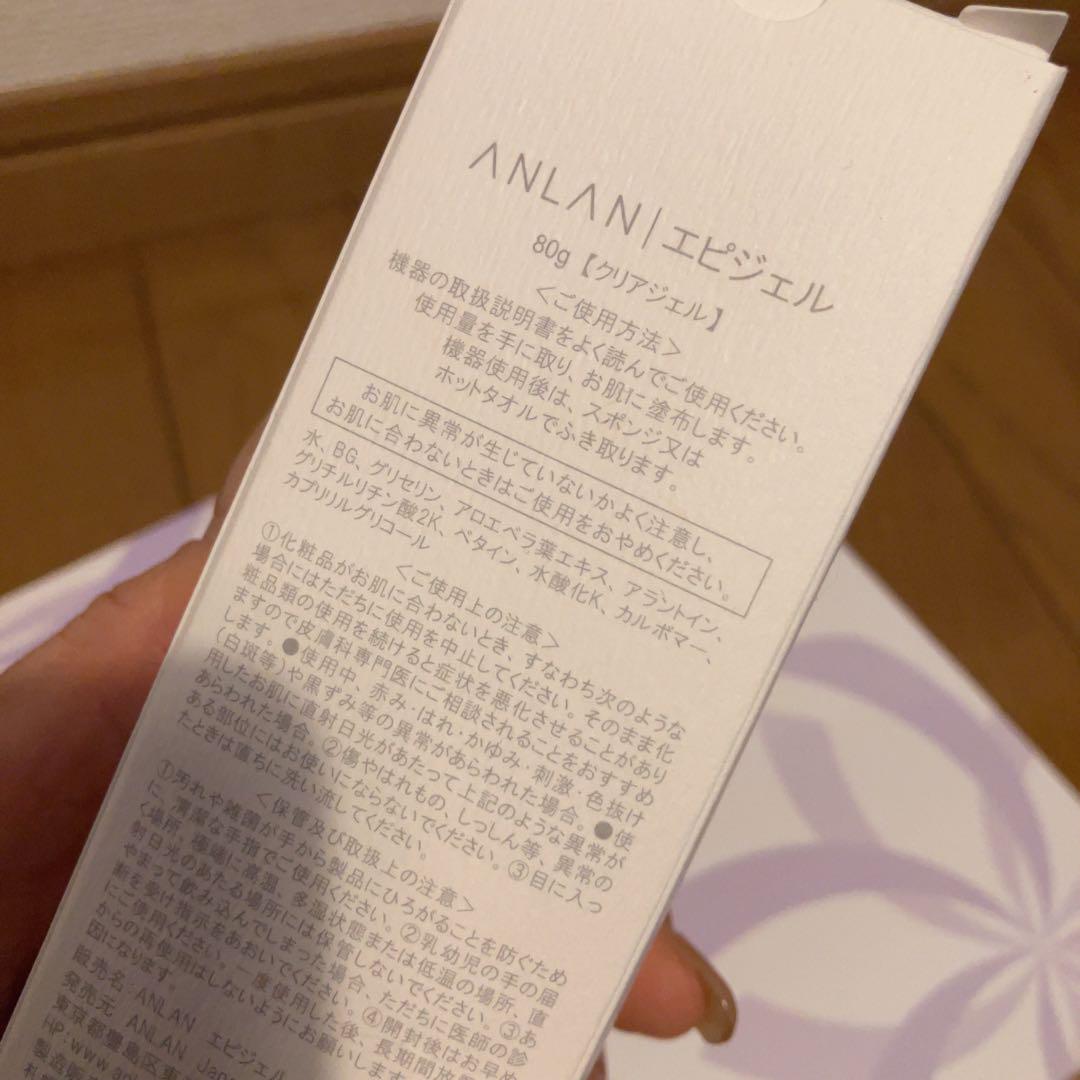 ANLAN|エピジェル
80g【クリアジェル】
<ご使用方法>
機器の取扱説明書をよく読んでご使用ください。
使用量を手に取り、お肌に塗布します。
機器使用後は、スポンジ又は
ホットタオルでふき取ります。
お肌に異常が生じていないかよく注意し、
お肌に合わないときはご使用をおやめください。
水、BG、グリセリン、アロエベラ葉エキス、アラントイン、
グリチルリチン酸2K、ベタイン、水酸化K、カルボマー、
カプリリルグリコール
<ご使用上の注意>
①化粧品がお肌に合わないとき、すなわち次のような
場合にはただちに使用を中止してください。そのまま化
粧品類の使用を続けると症状を悪化させることがあり
ますので皮膚科専門医にご相談されることをおすすめ
します。●使用中、赤み・はれ・かゆみ・刺激・色抜け
(白斑等)や黒ずみ等の異常があらわれた場合。●使
用したお肌に直射日光があたって上記のような異常が
あらわれた場合。②傷やはれもの、しっしん等、異常の
ある部位にはお使いにならないでください。③目に入っ
たときは直ちに洗い流してください。
<保管及び取扱上の注意>
①汚れや雑菌が手から製品にひろがることを防ぐため
に、清潔な手指でご使用ください。②乳幼児の手の届
く場所、極端に高温、多湿状態または低温の場所、直
射日光のあたる場所には保管しないでください。③あ
やまって飲み込んでしまった場合、ただちに医師の診
断を受け指示をあおいでください。④開封後はお早め
にご使用ください。一度使用した後、長期間放
からの再使用はしないようにお願いします。
因になります。
販売名:ANLAN エピジェル
発売元 ANLAN Japa
東京都豊島区東
HP:www.anl
製造販売
札